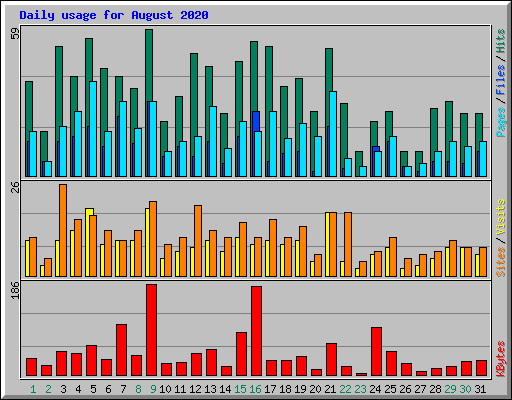 Daily usage for August 2020
59
Pages / Files / Hits
26
Sites / Visits
186
KBytes
1 2 3 4 5 6 7 8 9 10 11 12 13 14 15 16 17 18 19 20 21 22 23 24 25 26 27 28 29 30 31